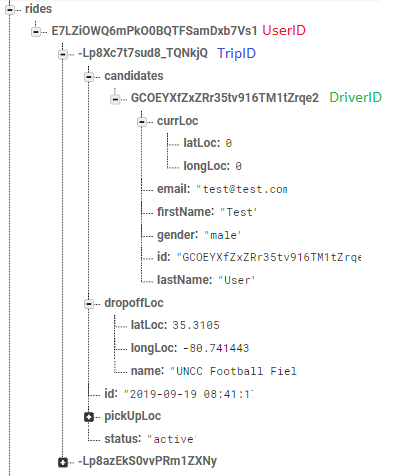 rides
E7LZiOWQ6mPkO0BQTFSamDxb7Vs1 UserID
-Lp8Xc7t7sud8_TQNkjQ TripID
candidates
GCOEYXfZxZRr35tv916TM1tZrqe2 DriverID
currLoc
latLoc: 0
longLoc: 0
email: "test@test.com
firstName: "Test"
gender: "male"
id: "GCOEYXfZxZRr35tv916TM1tZrqe
lastName: "User"
dropoffLoc
latLoc: 35.3105
longLoc: -80.741443
name: "UNCC Football Fiel
id: "2019-09-19 08:41:17
pickUpLoc
status: "active"
-Lp8azEkS0vvPRm1ZXNy